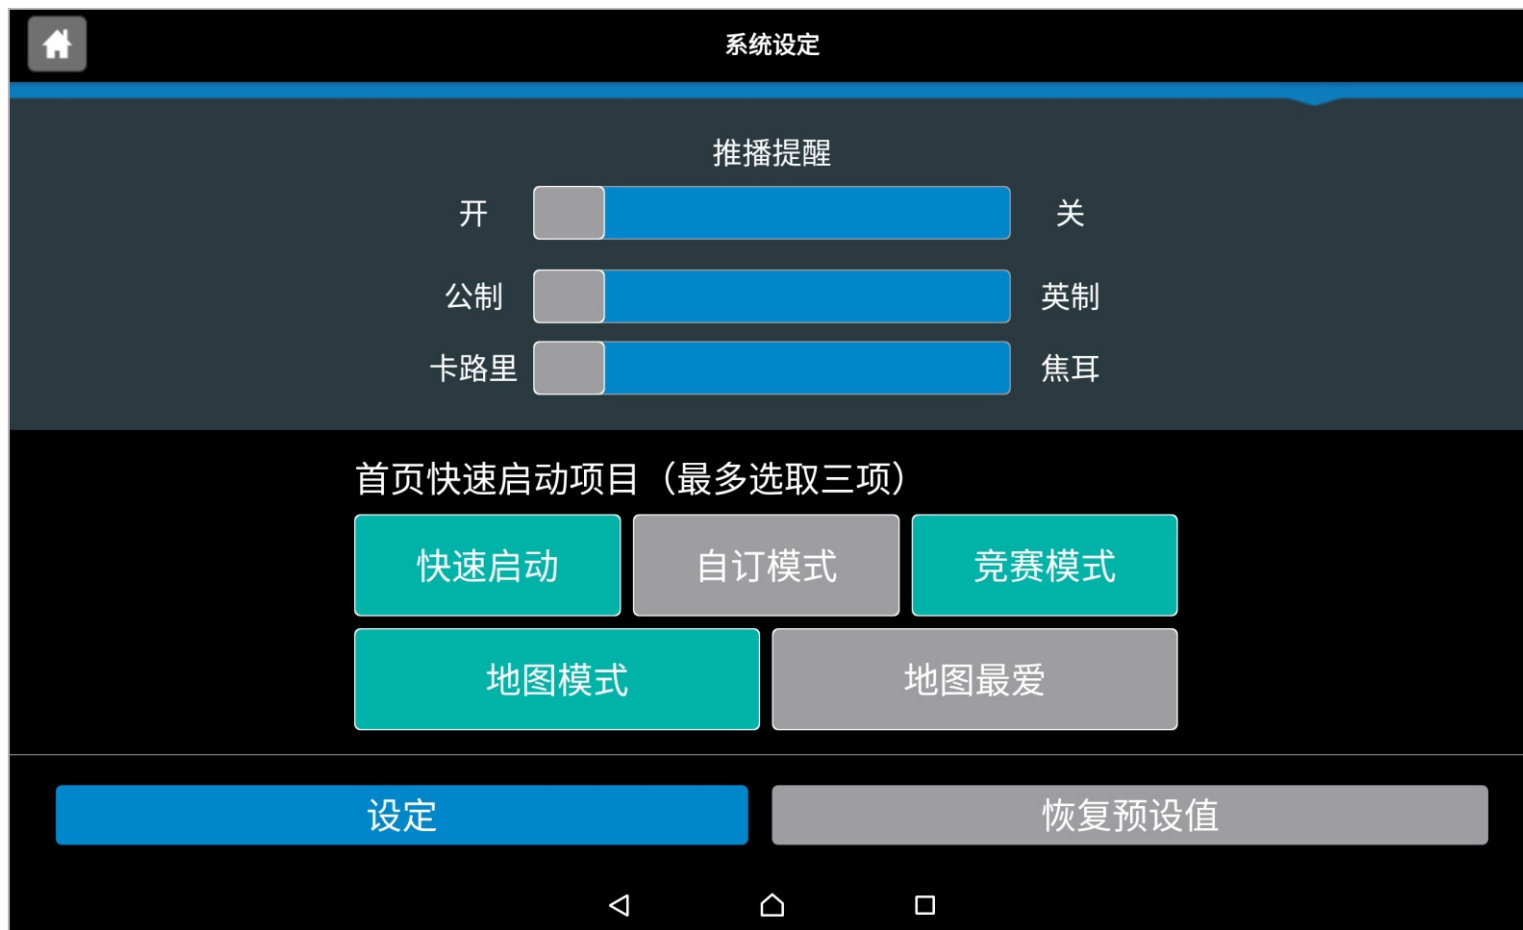 系统设定
推播提醒
开 关
公制 英制
卡路里 焦耳
首页快速启动项目（最多选取三项）
快速启动 自订模式 竞赛模式
地图模式 地图最爱
设定 恢复预设值